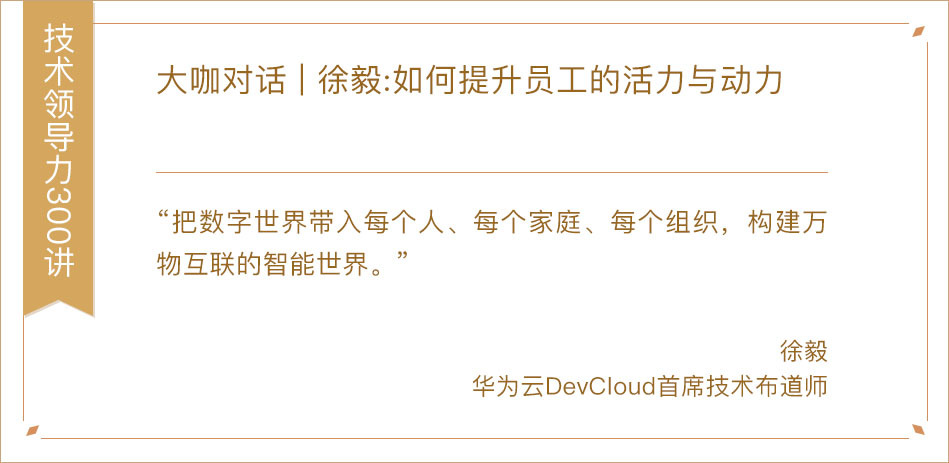 技术领导力300讲
大咖对话 | 徐毅:如何提升员工的活力与动力
“把数字世界带入每个人、每个家庭、每个组织，构建万
物互联的智能世界。”
徐毅
华为云DevCloud首席技术布道师